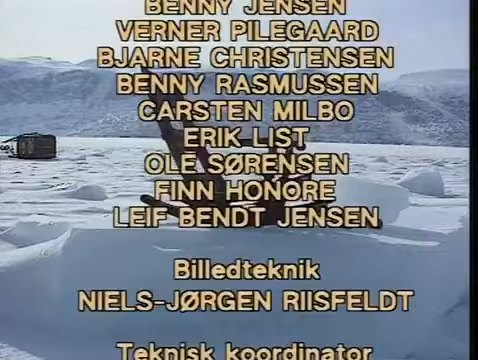 BENNY JENSEN
VERNER PILEGAARD
BJARNE CHRISTENSEN
BENNY RASMUSSEN
CARSTEN MILBO
ERIK LIST
OLE SØRENSEN
FINN HONORE
LEIF BENDT JENSEN
Billedteknik
NIELS-JØRGEN RIISFELDT
Teknisk koordinator